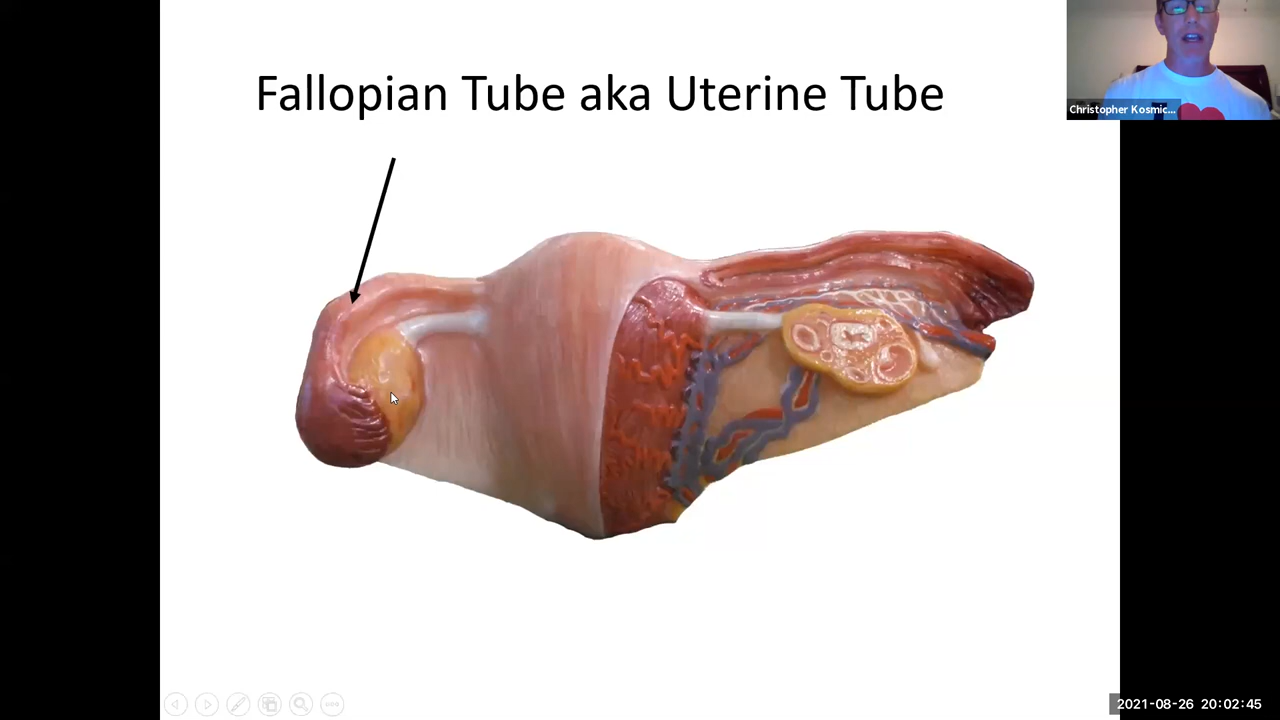 Fallopian Tube aka Uterine Tube
Christopher Kosmic...
2021-08-26 20:02:45